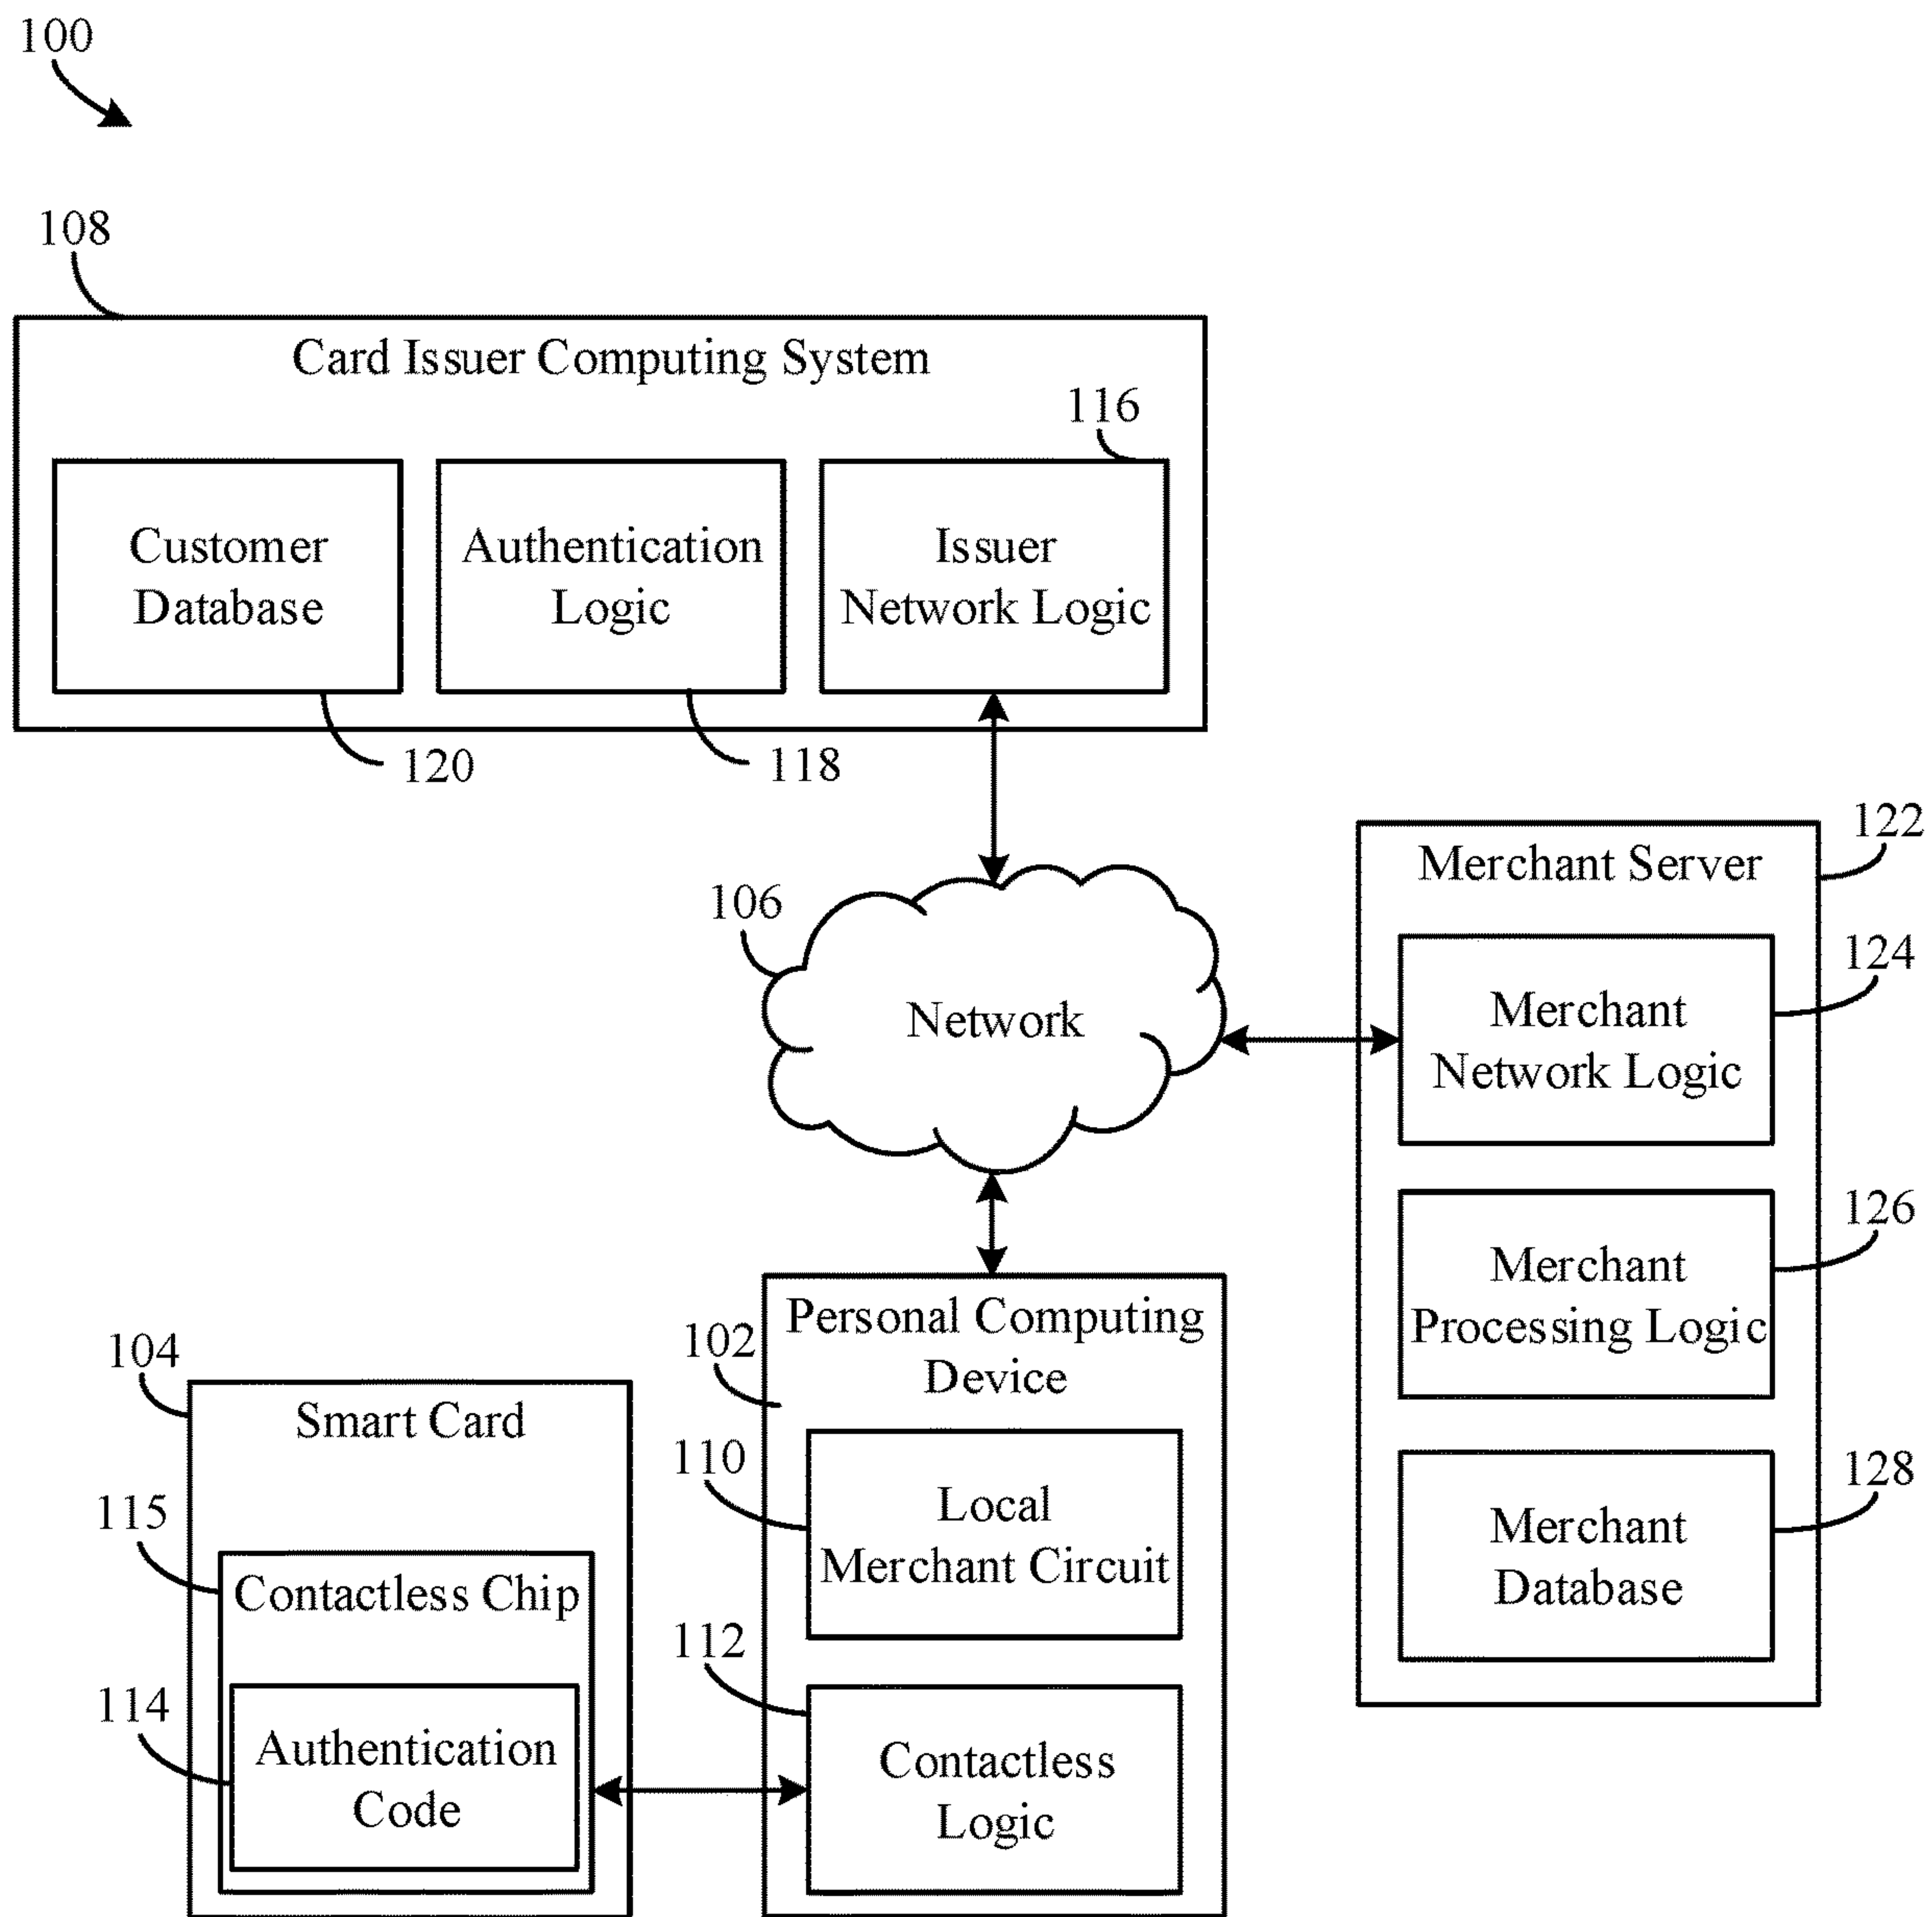 100
108
Card Issuer Computing System
116
Customer
Database
Authentication
Logic
Issuer
Network Logic
120
118
122
Merchant Server
106
Network
124
Merchant
Network Logic
126
Merchant
Processing Logic
128
Merchant
Database
102
Personal Computing
Device
110
Local
Merchant Circuit
112
Contactless
Logic
104
Smart Card
115
Contactless Chip
114
Authentication
Code